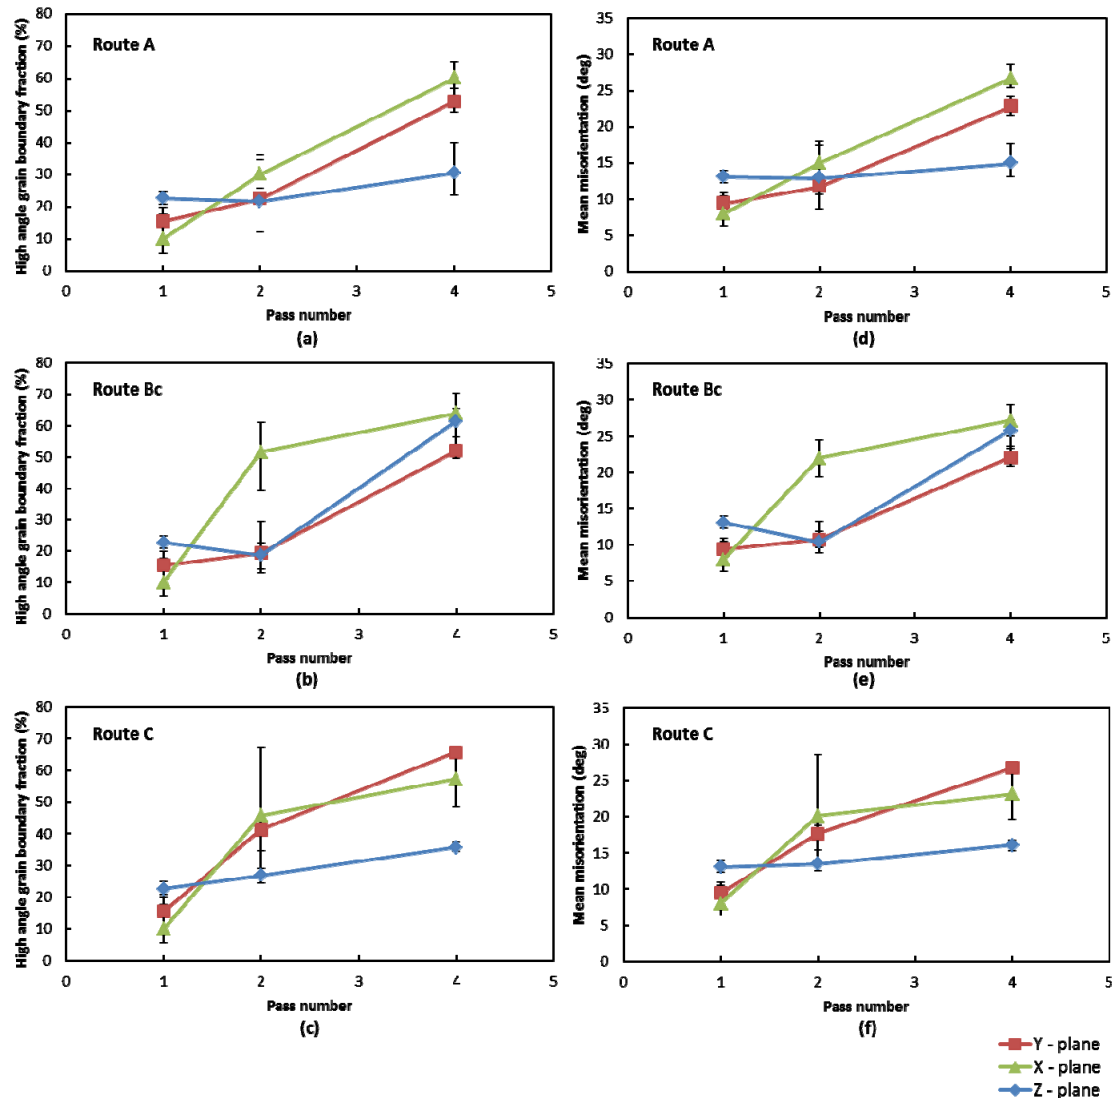 High angle grain boundary fraction (%)
80
70
60
50
40
30
20
10
0
Route A
0 1 2 3 4 5
Pass number
(a)
Mean misorientation (deg)
35
30
25
20
15
10
5
0
Route A
0 1 2 3 4 5
Pass number
(d)
High angle grain boundary fraction (%)
80
70
60
50
40
30
20
10
0
Route Bc
0 1 2 3 4 5
Pass number
(b)
Mean misorientation (deg)
35
30
25
20
15
10
5
0
Route Bc
0 1 2 3 4 5
Pass number
(e)
High angle grain boundary fraction (%)
80
70
60
50
40
30
20
10
0
Route C
0 1 2 3 4 5
Pass number
(c)
Mean misorientation (deg)
35
30
25
20
15
10
5
0
Route C
0 1 2 3 4 5
Pass number
(f)
Y - plane
X - plane
Z - plane